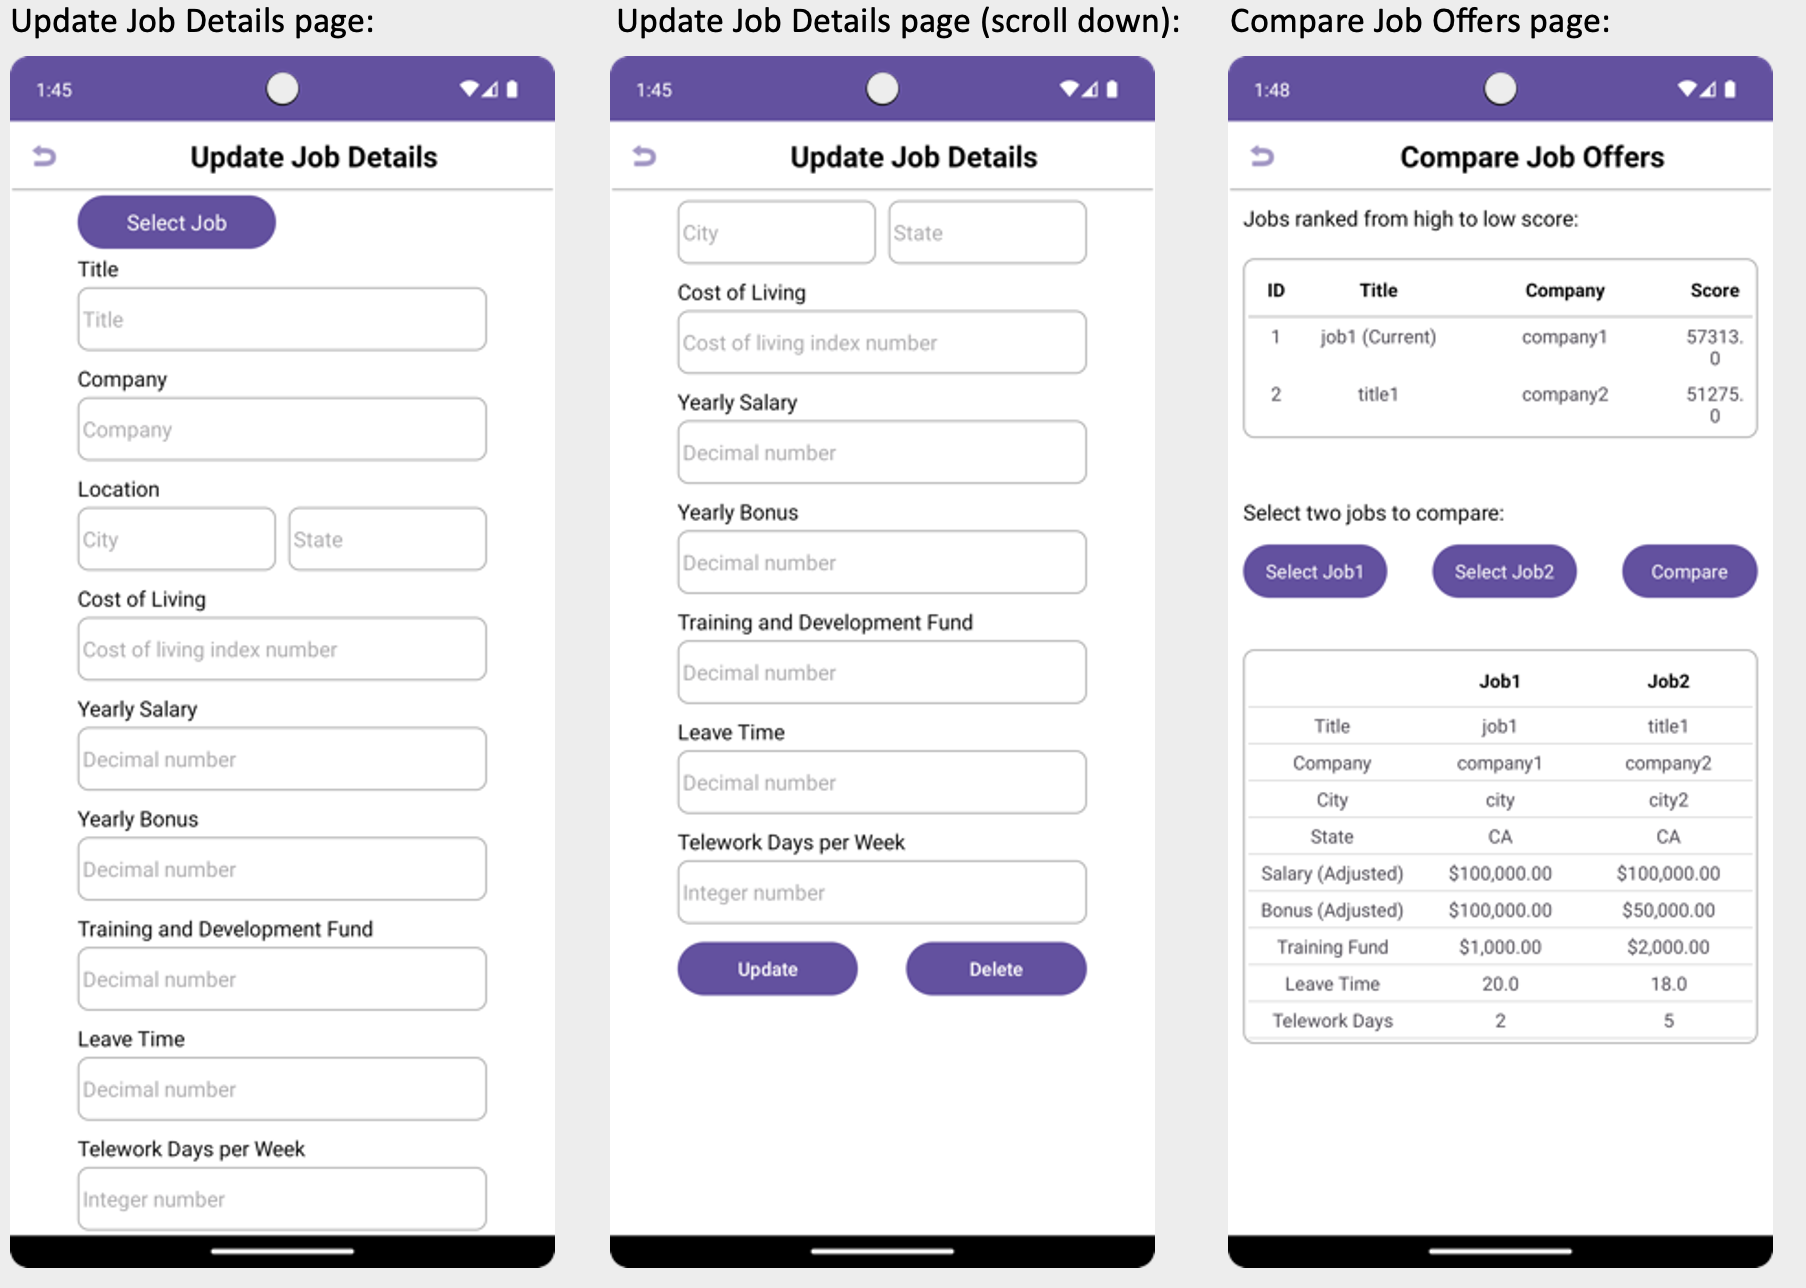 Update Job Details page:
1:45
Update Job Details
Select Job
Title
Title
Company
Company
Location
City State
Cost of Living
Cost of living index number
Yearly Salary
Decimal number
Yearly Bonus
Decimal number
Training and Development Fund
Decimal number
Leave Time
Decimal number
Telework Days per Week
Integer number
Update Job Details page (scroll down):
1:45
Update Job Details
City State
Cost of Living
Cost of living index number
Yearly Salary
Decimal number
Yearly Bonus
Decimal number
Training and Development Fund
Decimal number
Leave Time
Decimal number
Telework Days per Week
Integer number
Update Delete
Compare Job Offers page:
1:48
Compare Job Offers
Jobs ranked from high to low score:
ID Title Company Score
1 job1 (Current) company1 57313.
0
2 title1 company2 51275.
0
Select two jobs to compare:
Select Job1 Select Job2 Compare
Job1 Job2
Title job1 title1
Company company1 company2
City city city2
State CA CA
Salary (Adjusted) $100,000.00 $100,000.00
Bonus (Adjusted) $100,000.00 $50,000.00
Training Fund $1,000.00 $2,000.00
Leave Time 20.0 18.0
Telework Days 2 5